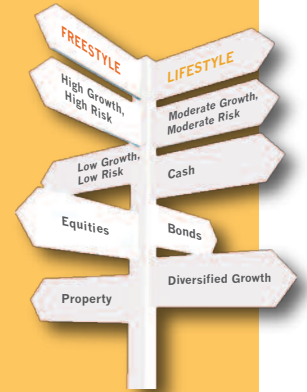 FREESTYLE
LIFESTYLE
High Growth,
High Risk
Moderate Growth,
Moderate Risk
Low Growth,
Low Risk
Cash
Equities
Bonds
Diversified Growth
Property